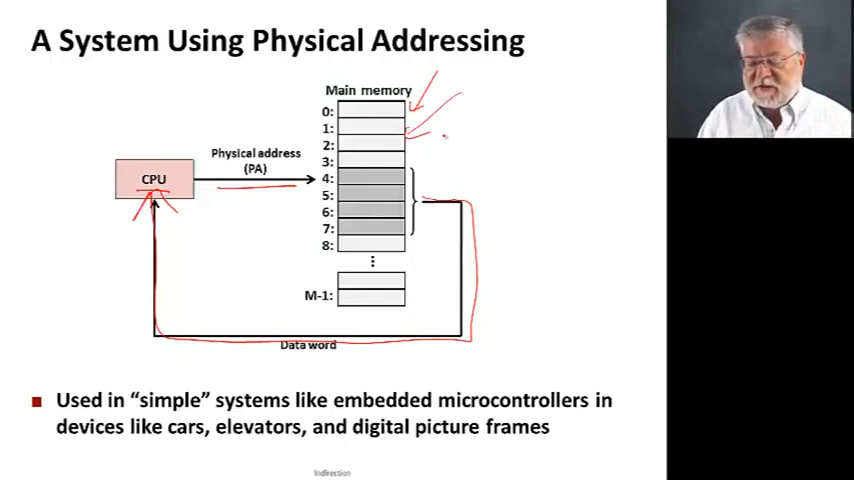 A System Using Physical Addressing
Main memory
0:
1:
2:
3:
4:
5:
6:
7:
8:
M-1:
Physical address
(PA)
CPU
Data word
Used in “simple” systems like embedded microcontrollers in
devices like cars, elevators, and digital picture frames
Indirection